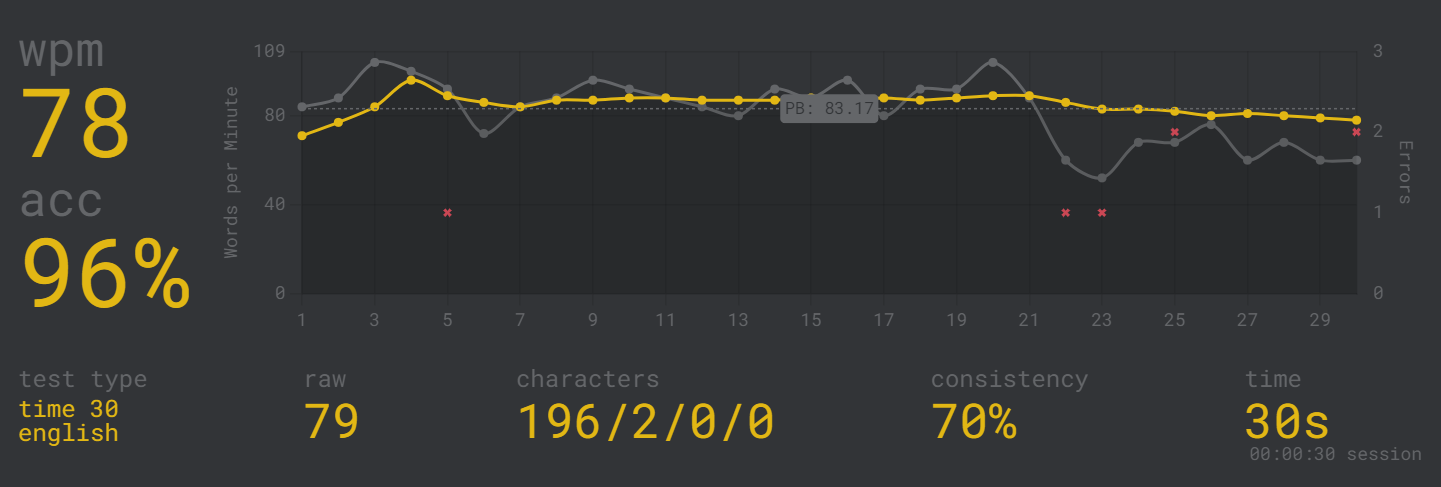 wpm
78
acc
96%
Words per Minute
109
80
40
0
PB: 83.17
3
2
1
0
Errors
1 3 5 7 9 11 13 15 17 19 21 23 25 27 29
test type
time 30
english
raw
79
characters
196/2/0/0
consistency
70%
time
30s
00:00:30 session